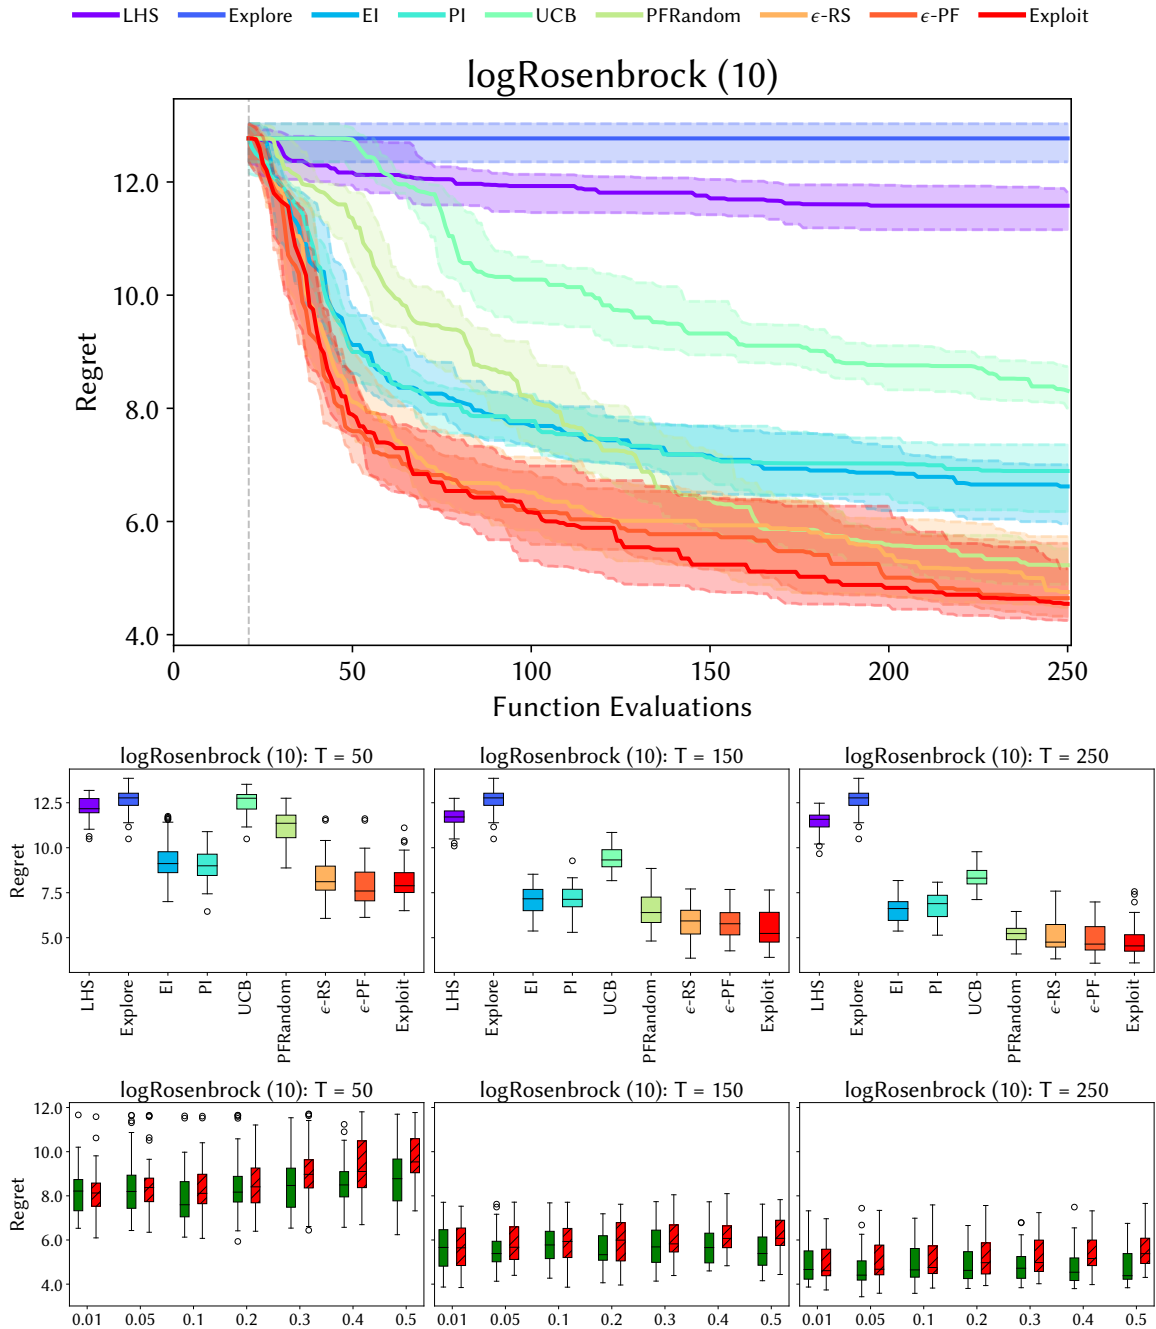 LHS Explore EI PI UCB PFRandom ϵ-RS ϵ-PF Exploit
logRosenbrock (10)
12.0
10.0
8.0
6.0
4.0
Regret
0 50 100 150 200 250
Function Evaluations
logRosenbrock (10): T = 50 logRosenbrock (10): T = 150 logRosenbrock (10): T = 250
12.5
10.0
7.5
5.0
Regret
LHS Explore EI PI UCB PFRandom ϵ-RS ϵ-PF Exploit LHS Explore EI PI UCB PFRandom ϵ-RS ϵ-PF Exploit LHS Explore EI PI UCB PFRandom ϵ-RS ϵ-PF Exploit
logRosenbrock (10): T = 50 logRosenbrock (10): T = 150 logRosenbrock (10): T = 250
12.0
10.0
8.0
6.0
4.0
Regret
0.01 0.05 0.1 0.2 0.3 0.4 0.5 0.01 0.05 0.1 0.2 0.3 0.4 0.5 0.01 0.05 0.1 0.2 0.3 0.4 0.5